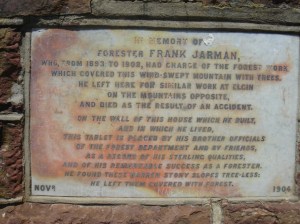 IN MEMORY OF
FORESTER FRANK JARMAN,
WHO, FROM 1893 TO 1903, HAD CHARGE OF THE FOREST WORK
WHICH COVERED THIS WIND-SWEPT MOUNTAIN WITH TREES.
HE LEFT HERE FOR SIMILAR WORK AT ELGIN
ON THE MOUNTAINS OPPOSITE,
AND DIED AS THE RESULT OF AN ACCIDENT.
ON THE WALL OF THIS HOUSE WHICH HE BUILT,
AND IN WHICH HE LIVED,
THIS TABLET IS PLACED BY HIS BROTHER OFFICIALS
OF THE FOREST DEPARTMENT AND BY FRIENDS,
AS A RECORD OF HIS STERLING QUALITIES,
AND OF HIS REMARKABLE SUCCESS AS A FORESTER.
HE FOUND THESE STONY SLOPES TREE-LESS:
HE LEFT THEM COVERED WITH FOREST.
NOVR 1904